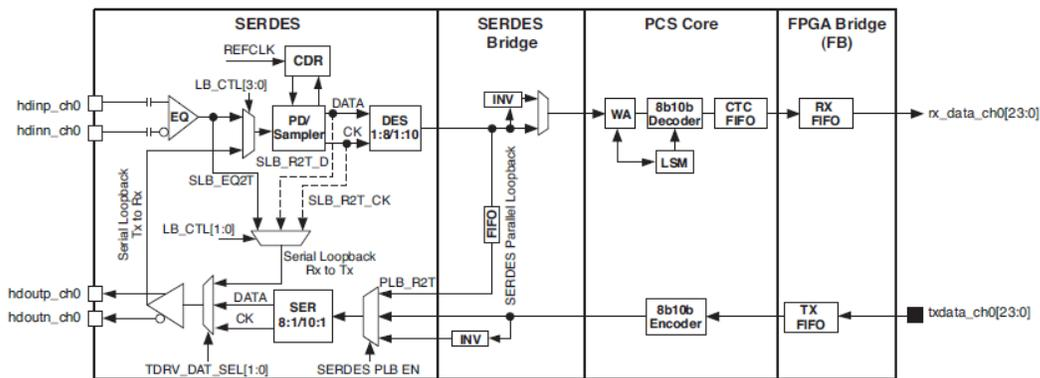 SERDES
SERDES
Bridge
PCS Core
FPGA Bridge
(FB)
REFCLK
CDR
LB_CTL[3:0]
hdinp_ch0
hdinn_ch0
EQ
PD/
Sampler
DATA
CK
DES
1:8/1:10
INV
WA
8b10b
Decoder
CTC
FIFO
RX
FIFO
rx_data_ch0[23:0]
LSM
SLB_R2T_D
SLB_EQ2T
SLB_R2T_CK
Serial Loopback
Tx to Rx
LB_CTL[1:0]
FIFO
SERDES Parallel Loopback
Serial Loopback
Rx to Tx
PLB_R2T
hdoutp_ch0
hdoutn_ch0
DATA
CK
SER
8:1/10:1
INV
8b10b
Encoder
TX
FIFO
txdata_ch0[23:0]
TDRV_DAT_SEL[1:0]
SERDES PLB EN